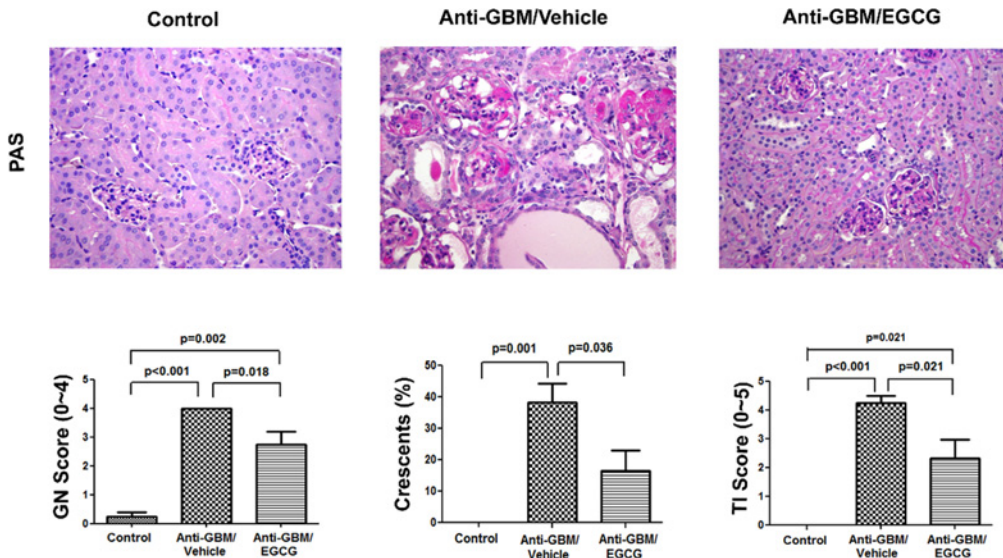 Control
Anti-GBM/Vehicle
Anti-GBM/EGCG
PAS
p=0.002
p<0.001
p=0.018
GN Score (0~4)
5
4
3
2
1
0
Control
Anti-GBM/
Vehicle
Anti-GBM/
EGCG
p=0.001
p=0.036
Crescents (%)
50
40
30
20
10
0
Control
Anti-GBM/
Vehicle
Anti-GBM/
EGCG
p=0.021
p<0.001
p=0.021
TI Score (0~5)
5
4
3
2
1
0
Control
Anti-GBM/
Vehicle
Anti-GBM/
EGCG